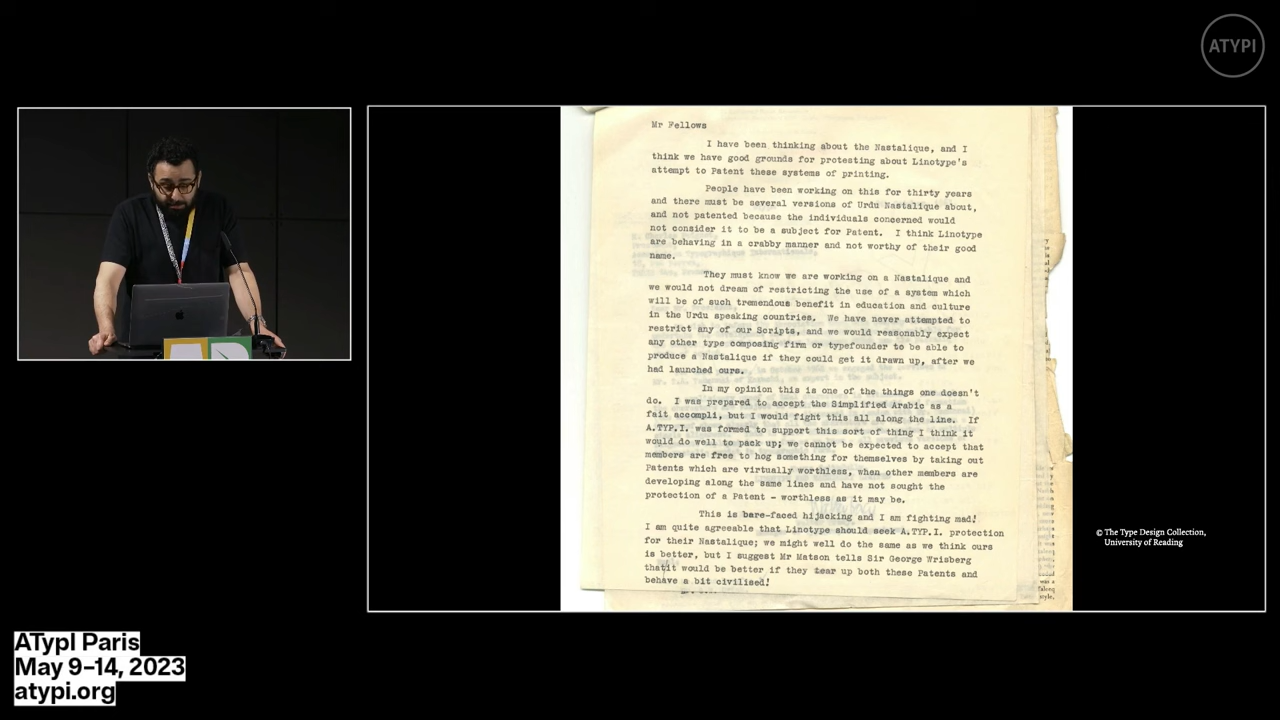 ATYPI
Mr Fellows
I have been thinking about the Nastalique, and I
think we have good grounds for protesting about Linotype's
attempt to Patent these systems of printing.
People have been working on this for thirty years
and there must be several versions of Urdu Nastalique about,
and not patented because the individuals concerned would
not consider it to be a subject for Patent. I think Linotype
are behaving in a crabby manner and not worthy of their good
name.
They must know we are working on a Nastalique and
we would not dream of restricting the use of a system which
will be of such tremendous benefit in education and culture
in the Urdu speaking countries. We have never attempted to
restrict any of our Scripts, and we would reasonably expect
any other type composing firm or typefounder to be able to
produce a Nastalique if they could get it drawn up, after we
had launched ours.
In my opinion this is one of the things one doesn't
do. I was prepared to accept the Simplified Arabic as a
fait accompli, but I would fight this all along the line. If
A.TYP.I. was formed to support this sort of thing I think it
would do well to pack up; we cannot be expected to accept that
members are free to hog something for themselves by taking out
Patents which are virtually worthless, when other members are
developing along the same lines and have not sought the
protection of a Patent - worthless as it may be.
This is bare-faced hijacking and I am fighting mad!
I am quite agreeable that Linotype should seek A.TYP.I. protection
for their Nastalique; we might well do the same as we think ours
is better, but I suggest Mr Matson tells Sir George Wrisberg
that it would be better if they tear up both these Patents and
behave a bit civilised!
© The Type Design Collection,
University of Reading
ATypI Paris
May 9–14, 2023
atypi.org